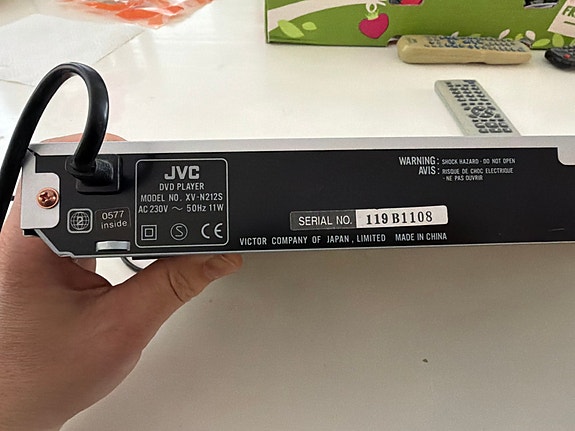 JVC
DVD PLAYER
MODEL NO. XV-N212S
AC 230V ～ 50Hz 11W
S
CE
2
0577
inside
WARNING : SHOCK HAZARD - DO NOT OPEN
AVIS : RISQUE DE CHOC ELECTRIQUE
- NE PAS OUVRIR
SERIAL NO. 119B1108
VICTOR COMPANY OF JAPAN, LIMITED MADE IN CHINA